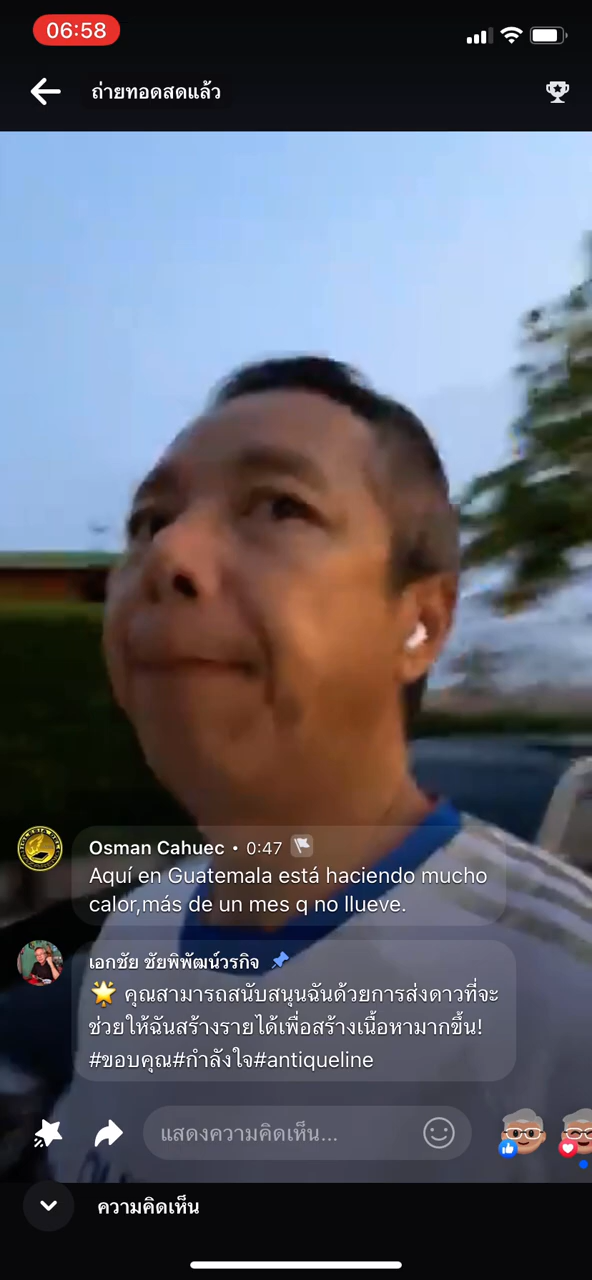 06:58
ถ่ายทอดสดแล้ว
Osman Cahuec • 0:47
Aquí en Guatemala está haciendo mucho
calor,más de un mes q no llueve.
เอกชัย ชัยพิพัฒน์วรกิจ
🌟 คุณสามารถสนับสนุนฉันด้วยการส่งดาวที่จะ
ช่วยให้ฉันสร้างรายได้เพื่อสร้างเนื้อหามากขึ้น!
#ขอบคุณ#กำลังใจ#antiqueline
แสดงความคิดเห็น...
ความคิดเห็น